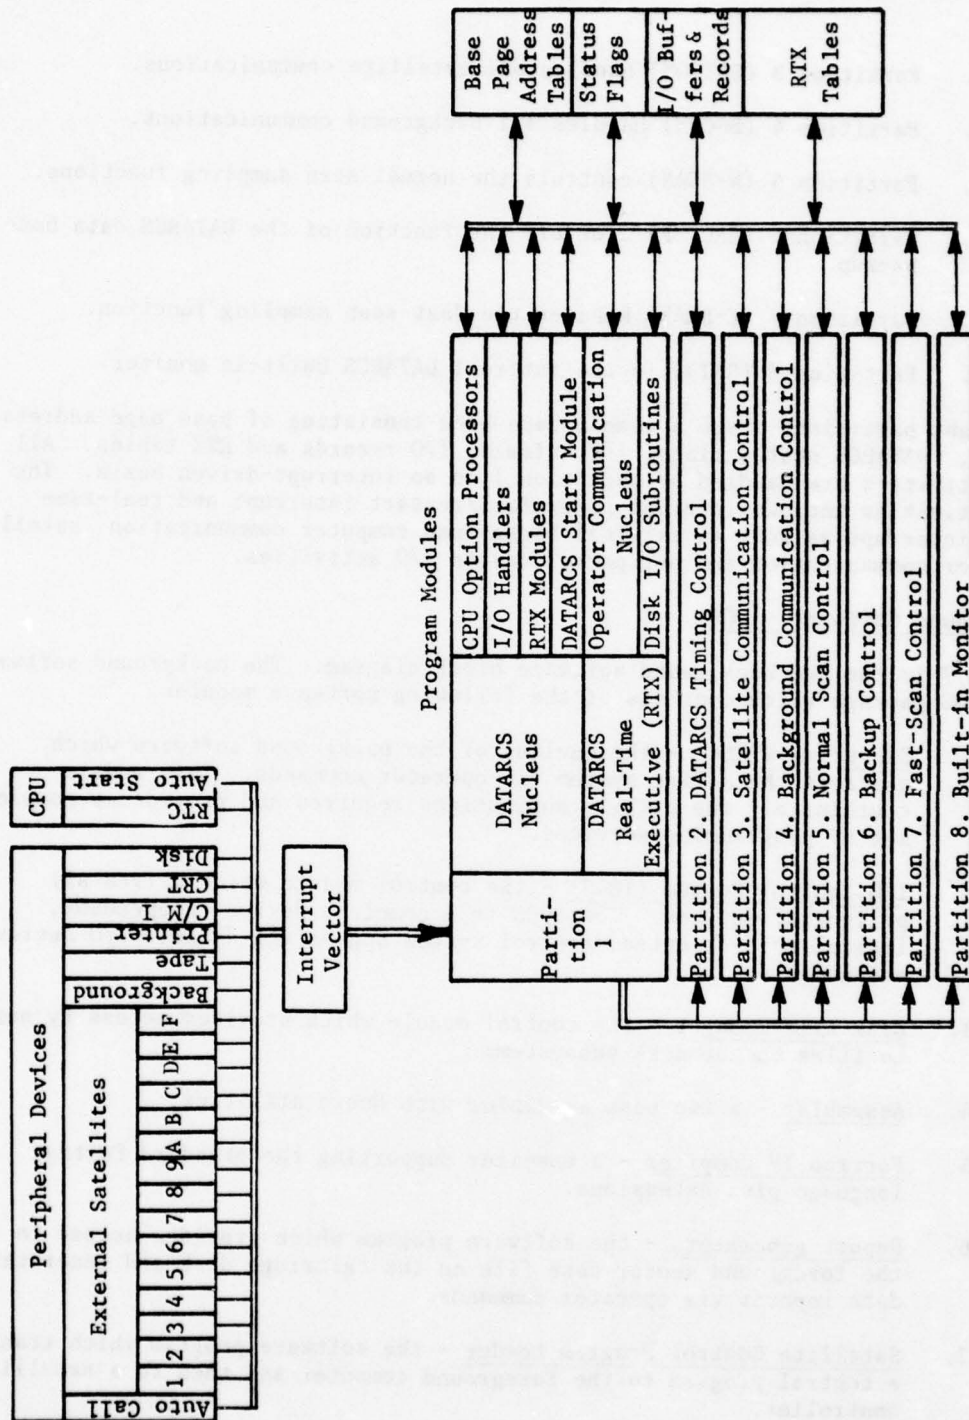 Peripheral Devices
CPU
External Satellites
Auto Call
1
2
3
4
5
6
7
8
9
A
B
C
D
E
F
Background
Tape
Printer
C/M I
CRT
Disk
RTC
Auto Start
Interrupt
Vector
Program Modules
Parti-
tion
1
DATARCS
Nucleus
CPU Option Processors
I/O Hadles
RTX Modules
DATARCS Start Module
DATARCS
Real-Time
Executive (RTX)
Operator Communication
Nucleus
Disk I/O Subroutines
Partition 2. DATARCS Timing Control
Partition 3. Satellite Communication Control
Partition 4. Background Communication Control
Partition 5. Normal Scan Control
Partition 6. Backup Control
Partition 7. Fast-Scan Control
Partition 8. Built-in Monitor
Base
Page
Address
Tables
Status
Flags
I/O Buf-
fers &
Records
RTX
Tables